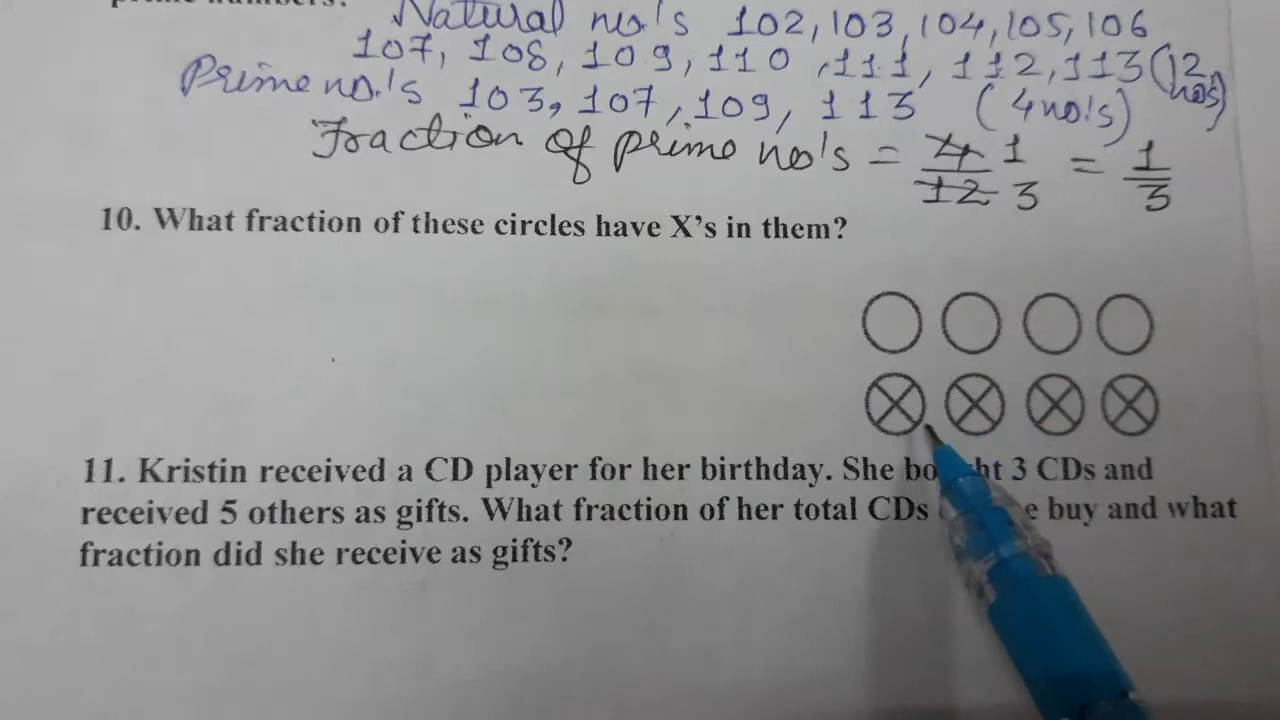 prime numbers.
Natural no's 102, 103, 104, 105, 106
107, 108, 109, 110, 111, 112, 113 (12 nos)
Prime no.'s 103, 107, 109, 113 (4 no's)
Fraction of prime no's = 4/12 1/3 = 1/3
10. What fraction of these circles have X's in them?
11. Kristin received a CD player for her birthday. She bought 3 CDs and
received 5 others as gifts. What fraction of her total CDs buy and what
fraction did she receive as gifts?